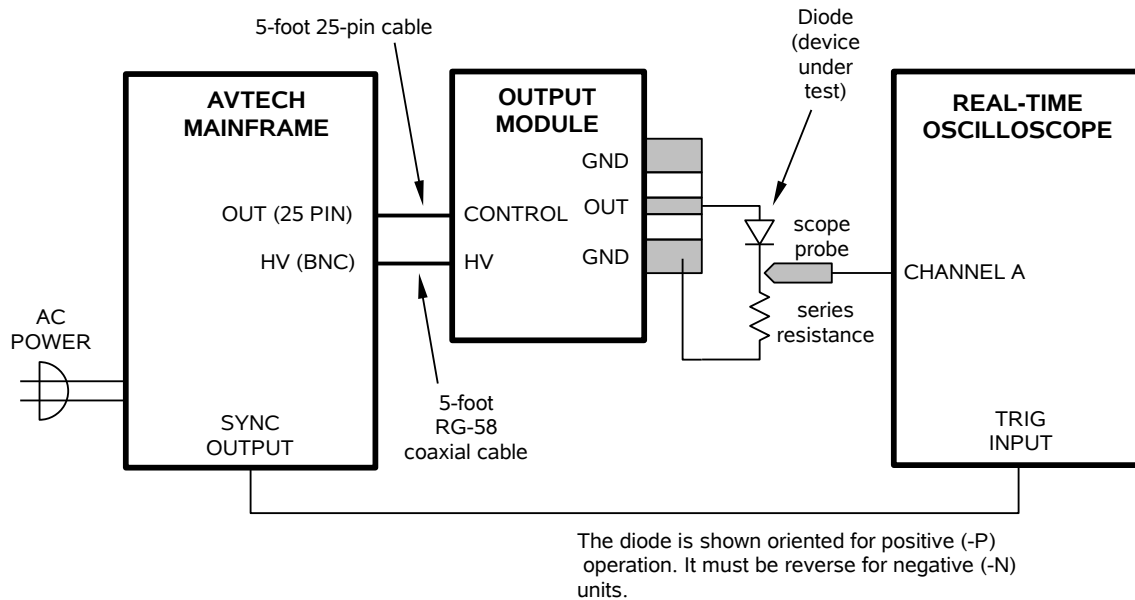 5-foot 25-pin cable
Diode
(device
under
test)
AVTECH
MAINFRAME
OUTPUT
MODULE
REAL-TIME
OSCILLOSCOPE
GND
OUT (25 PIN)
CONTROL
OUT
HV (BNC)
HV
GND
scope
probe
CHANNEL A
series
resistance
AC
POWER
5-foot
RG-58
coaxial cable
SYNC
OUTPUT
TRIG
INPUT
The diode is shown oriented for positive (-P)
operation. It must be reverse for negative (-N)
units.